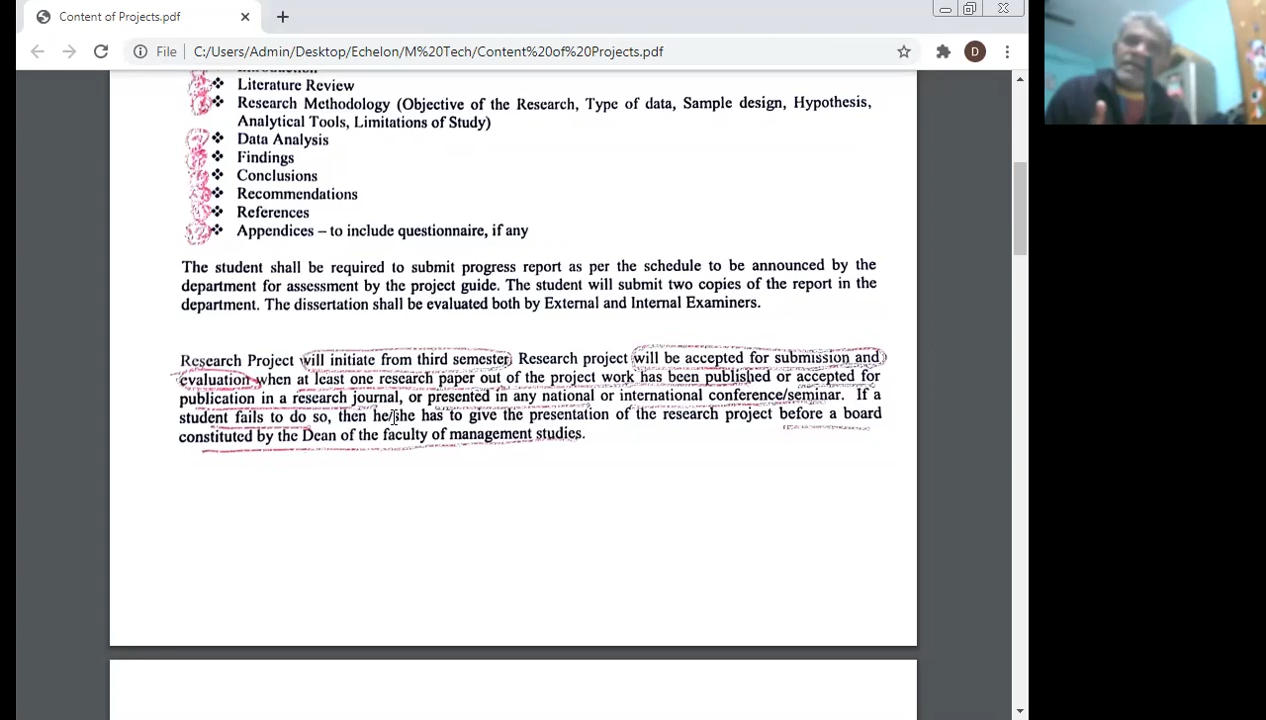 Content of Projects.pdf
File
C:/Users/Admin/Desktop/Echelon/M%20Tech/Content%20of%20Projects.pdf
D
Introduction
Literature Review
Research Methodology (Objective of the Research, Type of data, Sample design, Hypothesis,
Analytical Tools, Limitations of Study)
Data Analysis
Findings
Conclusions
Recommendations
References
Appendices – to include questionnaire, if any
The student shall be required to submit progress report as per the schedule to be announced by the
department for assessment by the project guide. The student will submit two copies of the report in the
department. The dissertation shall be evaluated both by External and Internal Examiners.
Research Project will initiate from third semester. Research project will be accepted for submission and
evaluation when at least one research paper out of the project work has been published or accepted for
publication in a research journal, or presented in any national or international conference/seminar. If a
student fails to do so, then he/she has to give the presentation of the research project before a board
constituted by the Dean of the faculty of management studies.